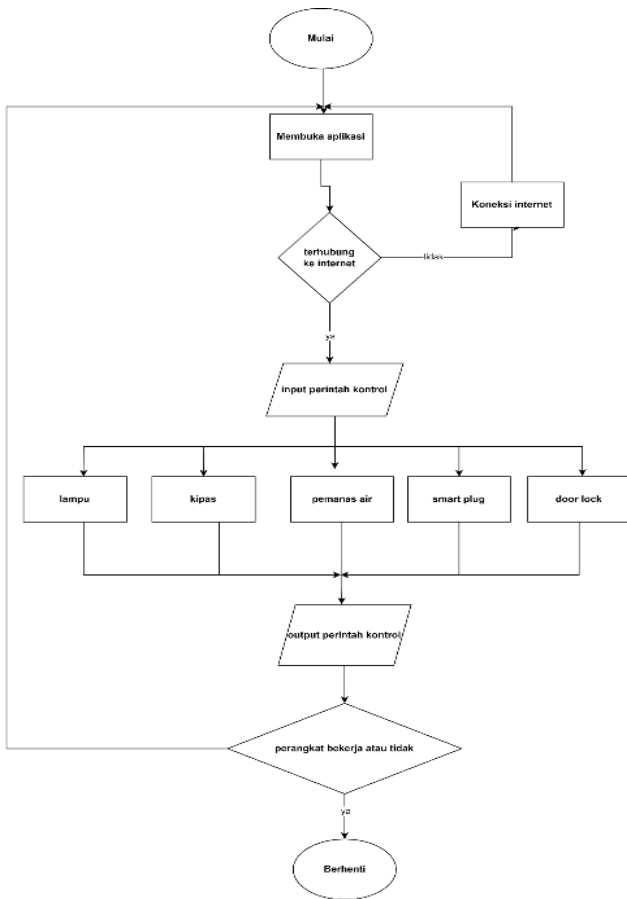 Mulai
Membuka aplikasi
Koneksi internet
terhubung
ke internet
tidak
ya
input perintah kontrol
lampu
kipas
pemanas air
smart plug
door lock
output perintah kontrol
perangkat bekerja atau tidak
ya
Berhenti